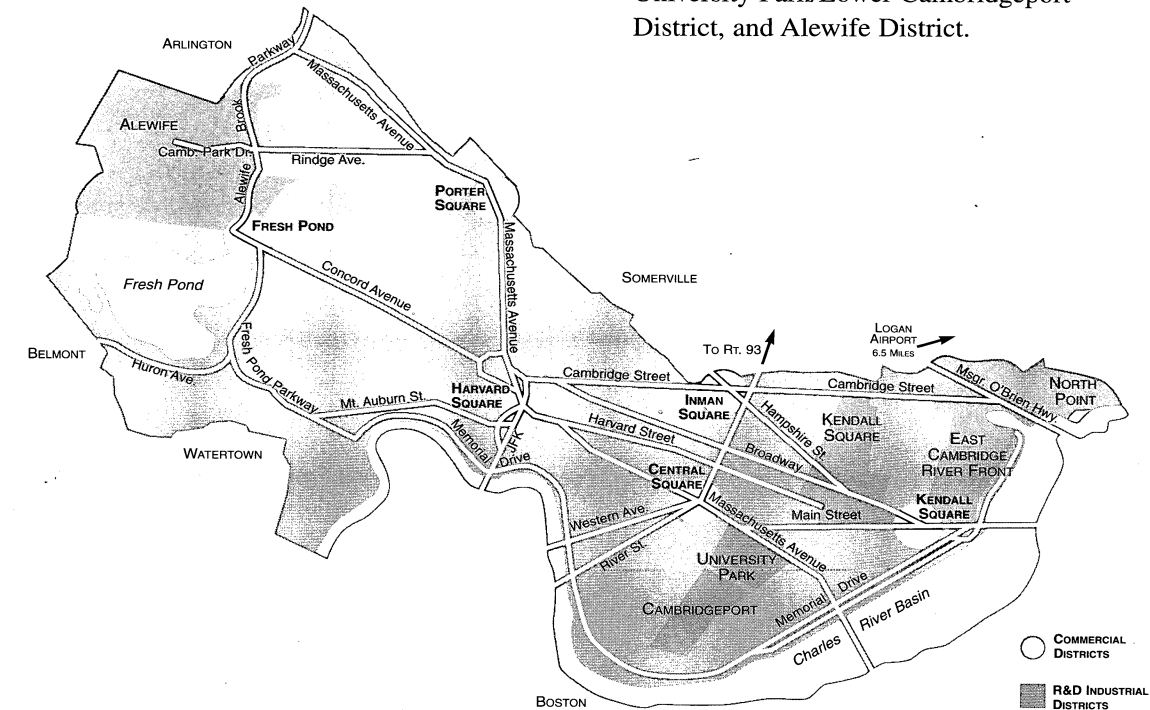 University Park/Lower Cambridgeport
District, and Alewife District.
ARLINGTON
Parkway
Massachusetts Avenue
Brook
ALEWIFE
Camb. Park Dr.
Rindge Ave.
Alewife
PORTER
SQUARE
FRESH POND
Massachusetts Avenue
Concord Avenue
SOMERVILLE
Fresh Pond
LOGAN
AIRPORT
6.5 MILES
TO RT. 93
BELMONT
Huron Ave.
Fresh Pond Parkway
Cambridge Street
Cambridge Street
Msgr. O'Brien Hwy.
NORTH
POINT
HARVARD
SQUARE
Mt. Auburn St.
INMAN
SQUARE
Hampshire St.
KENDALL
SQUARE
Harvard Street
Memorial
Drive
JFK
Broadway
EAST
CAMBRIDGE
RIVER FRONT
WATERTOWN
CENTRAL
SQUARE
KENDALL
SQUARE
Massachusetts Avenue
Main Street
Western Ave.
River St.
UNIVERSITY
PARK
CAMBRIDGEPORT
Memorial Drive
Charles River Basin
COMMERCIAL
DISTRICTS
R&D INDUSTRIAL
DISTRICTS
BOSTON